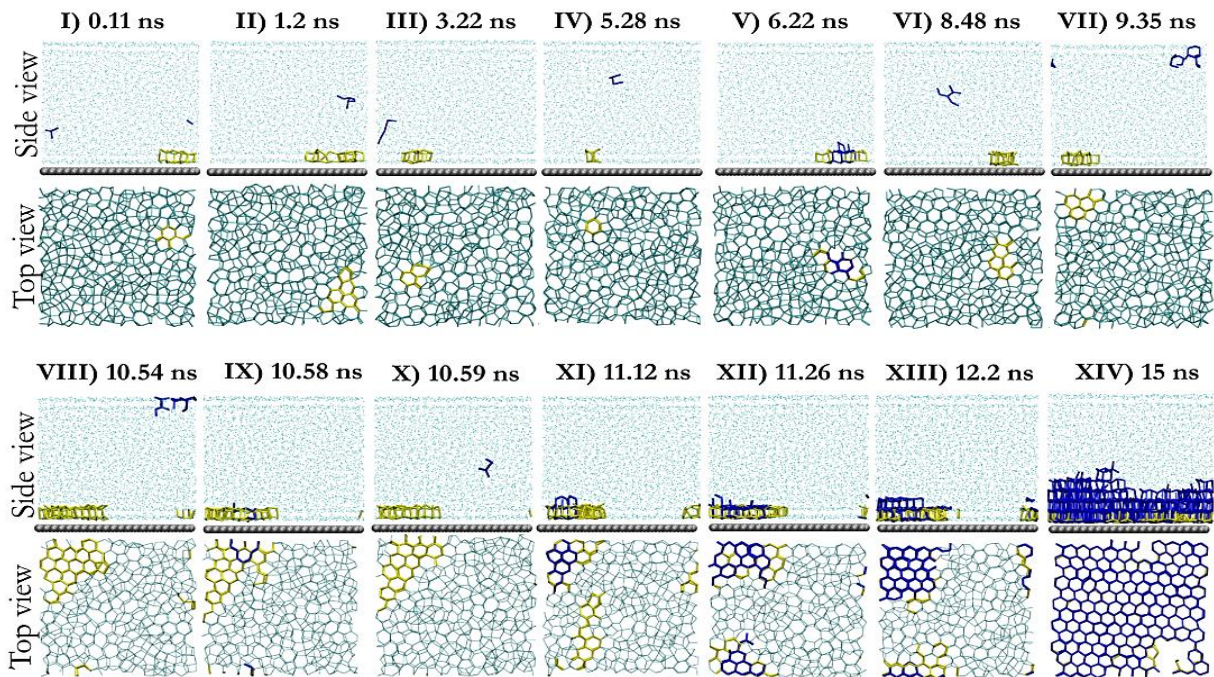 I) 0.11 ns II) 1.2 ns III) 3.22 ns IV) 5.28 ns V) 6.22 ns VI) 8.48 ns VII) 9.35 ns
Side view
Top view
VIII) 10.54 ns IX) 10.58 ns X) 10.59 ns XI) 11.12 ns XII) 11.26 ns XIII) 12.2 ns XIV) 15 ns
Side view
Top view